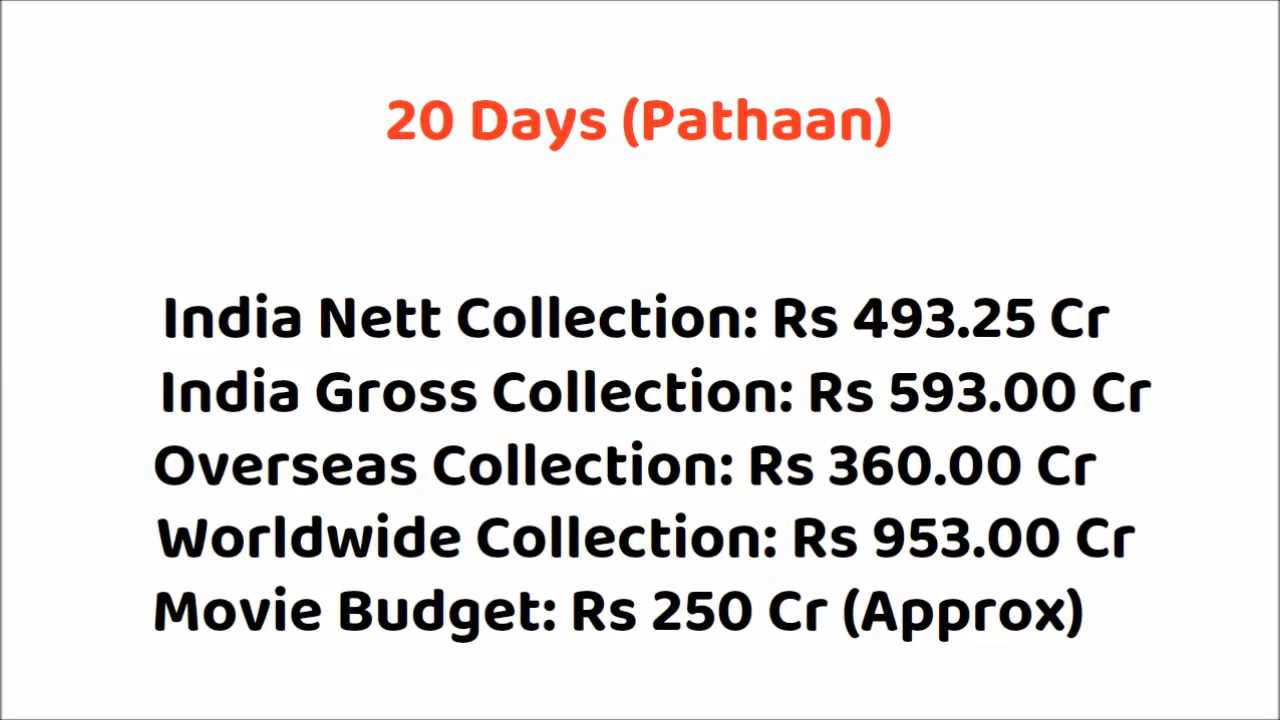 20 Days (Pathaan)
India Nett Collection: Rs 493.25 Cr
India Gross Collection: Rs 593.00 Cr
Overseas Collection: Rs 360.00 Cr
Worldwide Collection: Rs 953.00 Cr
Movie Budget: Rs 250 Cr (Approx)